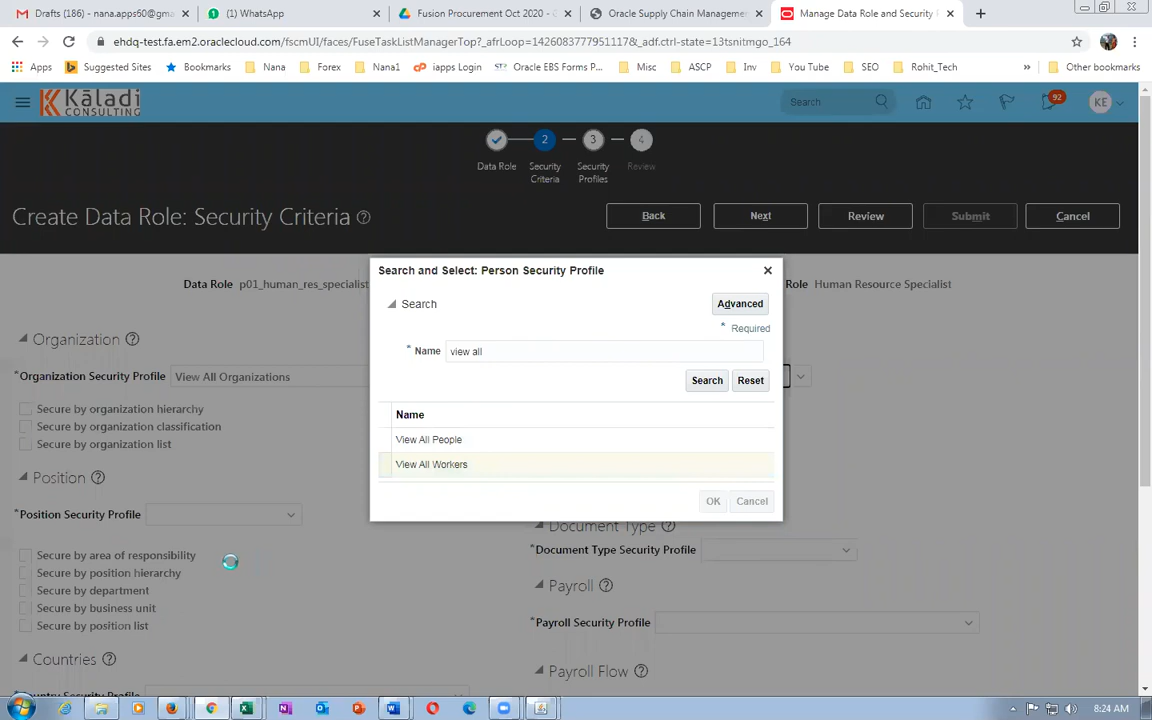 Drafts (186) - nana.apps60@gma
(1) WhatsApp
Fusion Procurement Oct 2020 -
Oracle Supply Chain Manageme
Manage Data Role and Security
ehdq-test.fa.em2.oraclecloud.com/fscmUI/faces/FuseTaskListManagerTop?_afrLoop=1426083777951117&_adf.ctrl-state=13tsnitmgo_164
Apps
Suggested Sites
Bookmarks
Nana
Forex
Nana1
iapps Login
Oracle EBS Forms P...
Misc
ASCP
Inv
You Tube
SEO
Rohit_Tech
»
Other bookmarks
Kāladi
CONSULTING
Search
92
KE
2
3
4
Data Role
Security
Criteria
Security
Profiles
Review
Create Data Role: Security Criteria
Back
Next
Review
Submit
Cancel
Data Role p01_human_res_specialist
Role Human Resource Specialist
Search and Select: Person Security Profile
Search
Advanced
* Required
* Name view all
Search
Reset
Name
View All People
View All Workers
OK
Cancel
Organization
*Organization Security Profile View All Organizations
Secure by organization hierarchy
Secure by organization classification
Secure by organization list
Position
*Position Security Profile
Secure by area of responsibility
Secure by position hierarchy
Secure by department
Secure by business unit
Secure by position list
Countries
Document Type
*Document Type Security Profile
Payroll
*Payroll Security Profile
Payroll Flow
8:24 AM